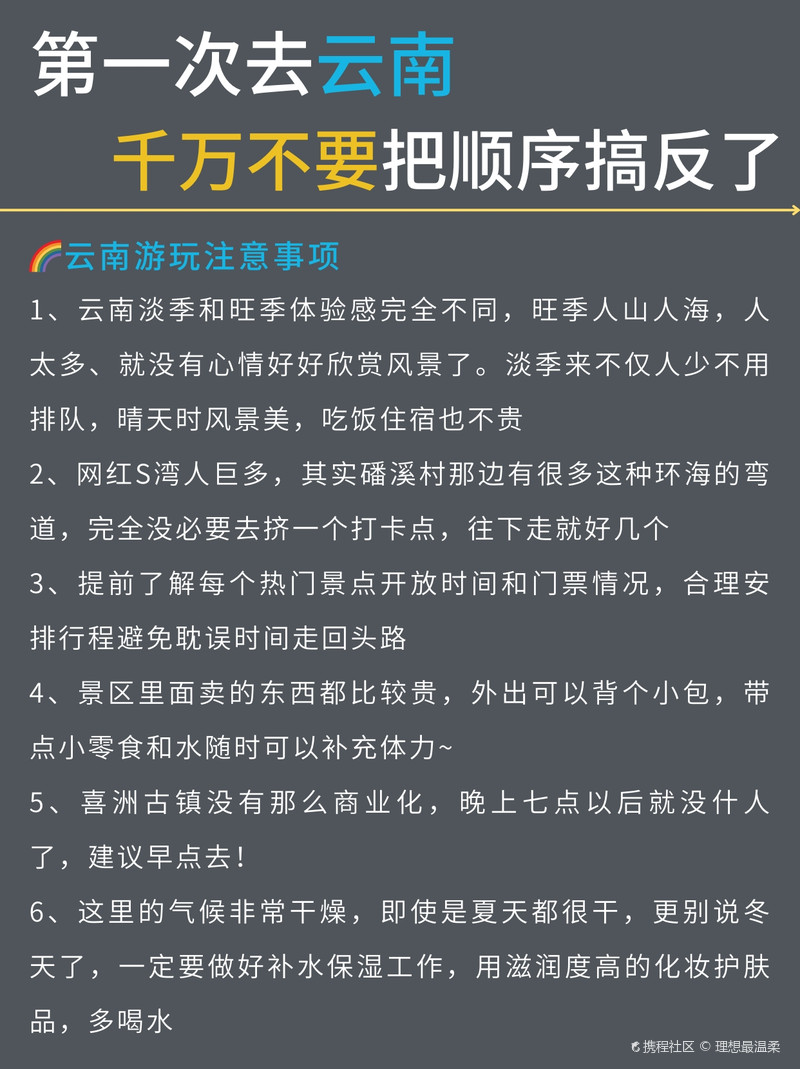 第一次去云南
千万不要把顺序搞反了
云南游玩注意事项
1、云南淡季和旺季体验感完全不同，旺季人山人海，人
太多、就没有心情好好欣赏风景了。淡季来不仅人少不用
排队，晴天时风景美，吃饭住宿也不贵
2、网红S湾人巨多，其实磻溪村那边有很多这种环海的弯
道，完全没必要去挤一个打卡点，往下走就好几个
3、提前了解每个热门景点开放时间和门票情况，合理安
排行程避免耽误时间走回头路
4、景区里面卖的东西都比较贵，外出可以背个小包，带
点小零食和水随时可以补充体力~
5、喜洲古镇没有那么商业化，晚上七点以后就没什人
了，建议早点去！
6、这里的气候非常干燥，即使是夏天都很干，更别说冬
天了，一定要做好补水保湿工作，用滋润度高的化妆护肤
品，多喝水
携程社区 © 理想最温柔